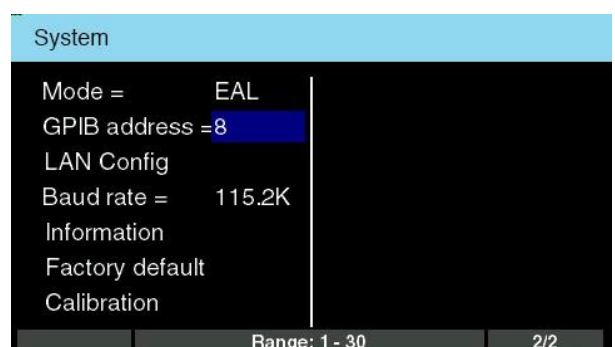 System
Mode = EAL
GPIB address =8
LAN Config
Baud rate = 115.2K
Information
Factory default
Calibration
Range: 1 - 30 2/2